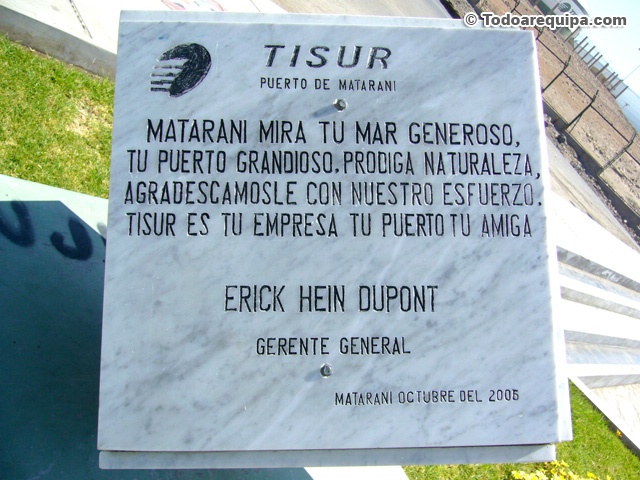 © Todoarequipa.com
TISUR
PUERTO DE MATARANI
MATARANI MIRA TU MAR GENEROSO,
TU PUERTO GRANDIOSO, PRODIGA NATURALEZA,
AGRADESCAMOSLE CON NUESTRO ESFUERZO.
TISUR ES TU EMPRESA TU PUERTO TU AMIGA
ERICK HEIN DUPONT
GERENTE GENERAL
MATARANI OCTUBRE DEL 2005